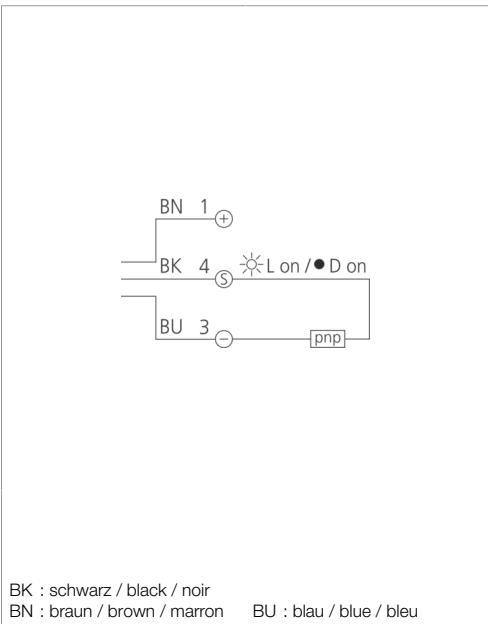 BN 1 +
BK 4 S L on / ● D on
BU 3 −
pnp
BK : schwarz / black / noir
BN : braun / brown / marron BU : blau / blue / bleu